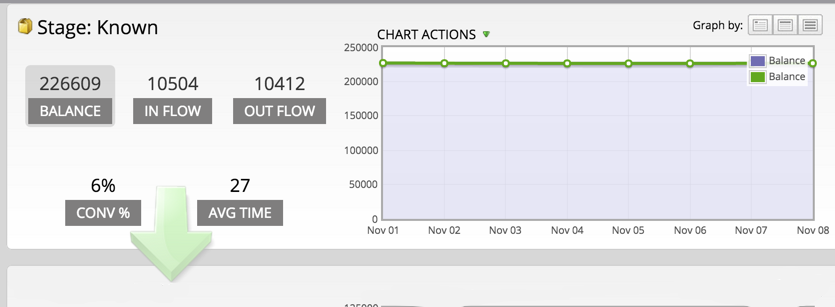 Stage: Known
226609
BALANCE
10504
IN FLOW
10412
OUT FLOW
6%
CONV %
27
AVG TIME
CHART ACTIONS
Graph by:
250000
200000
150000
100000
50000
0
Balance
Balance
Nov 01 Nov 02 Nov 03 Nov 04 Nov 05 Nov 06 Nov 07 Nov 08